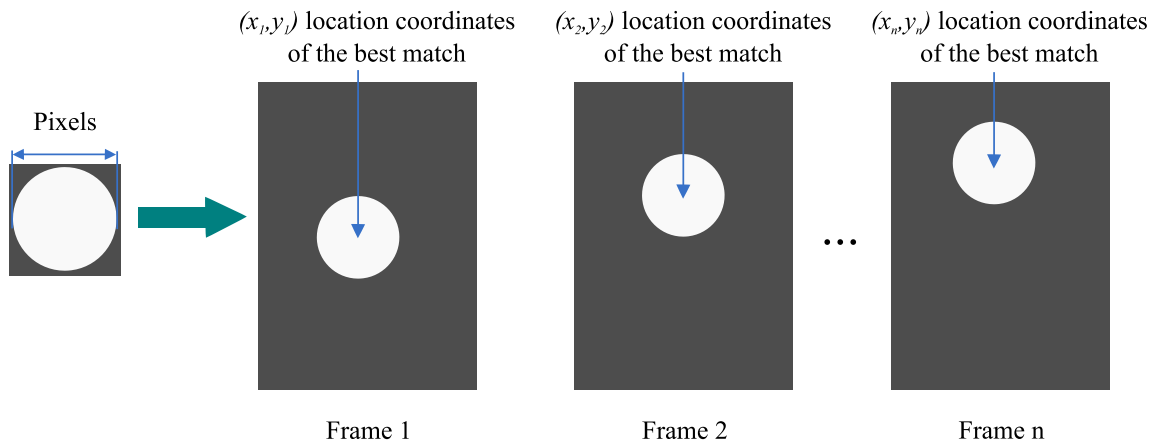 (x1,y1) location coordinates
of the best match
(x2,y2) location coordinates
of the best match
(xn,yn) location coordinates
of the best match
Pixels
...
Frame 1
Frame 2
Frame n